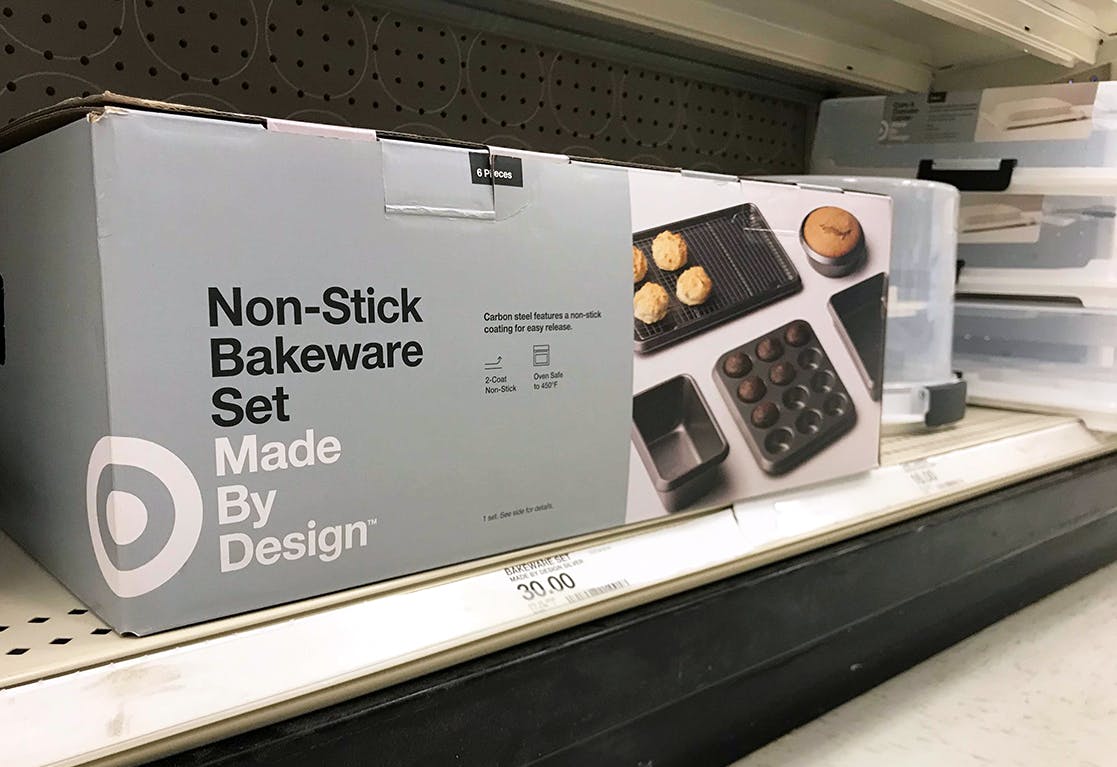 6 Pieces
Non-Stick
Bakeware
Set
Made
By
Design™
Carbon steel features a non-stick
coating for easy release.
2-Coat
Non-Stick
Oven Safe
to 450°F
1 set. See side for details.
BAKEWARE SET
MADE BY DESIGN SILVER
30.00